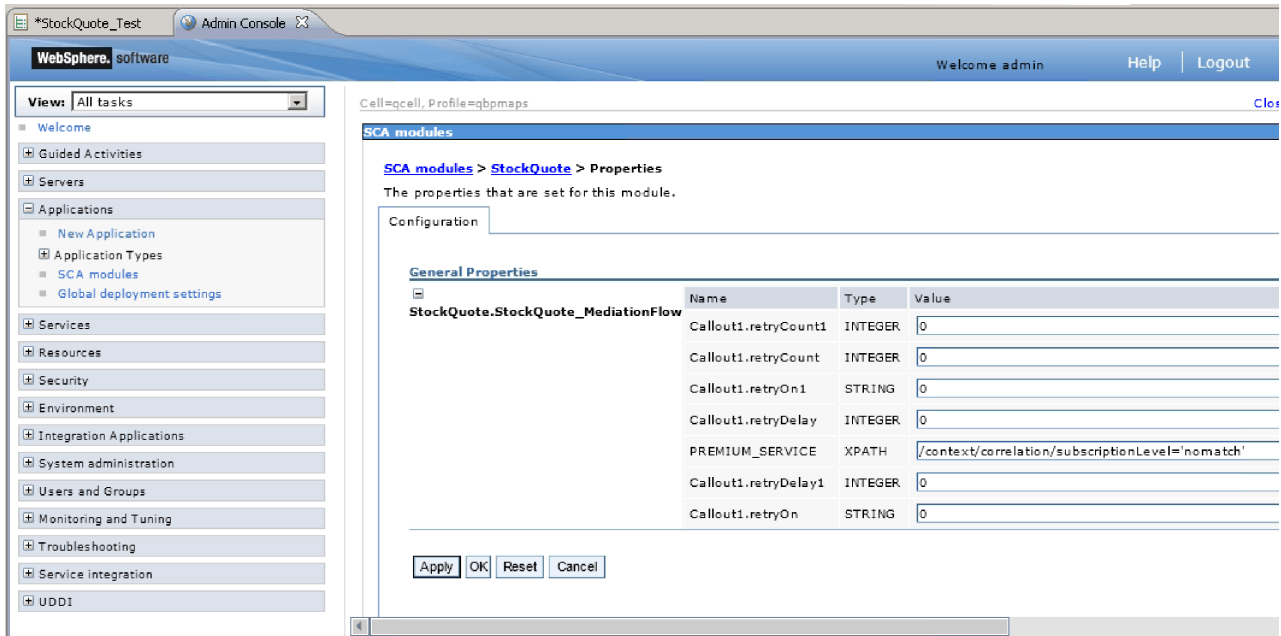 *StockQuote_Test
Admin Console
WebSphere. software
Welcome admin
Help
Logout
View: All tasks
Welcome
Guided Activities
Servers
Applications
New Application
Application Types
SCA modules
Global deployment settings
Services
Resources
Security
Environment
Integration Applications
System administration
Users and Groups
Monitoring and Tuning
Troubleshooting
Service integration
UDDI
Cell=qcell, Profile=qbpmaps
Clos
SCA modules
SCA modules > StockQuote > Properties
The properties that are set for this module.
Configuration
General Properties
StockQuote.StockQuote_MediationFlow
Name Type Value
Callout1.retryCount1 INTEGER 0
Callout1.retryCount INTEGER 0
Callout1.retryOn1 STRING 0
Callout1.retryDelay INTEGER 0
PREMIUM_SERVICE XPATH /context/correlation/subscriptionLevel='nomatch'
Callout1.retryDelay1 INTEGER 0
Callout1.retryOn STRING 0
Apply OK Reset Cancel